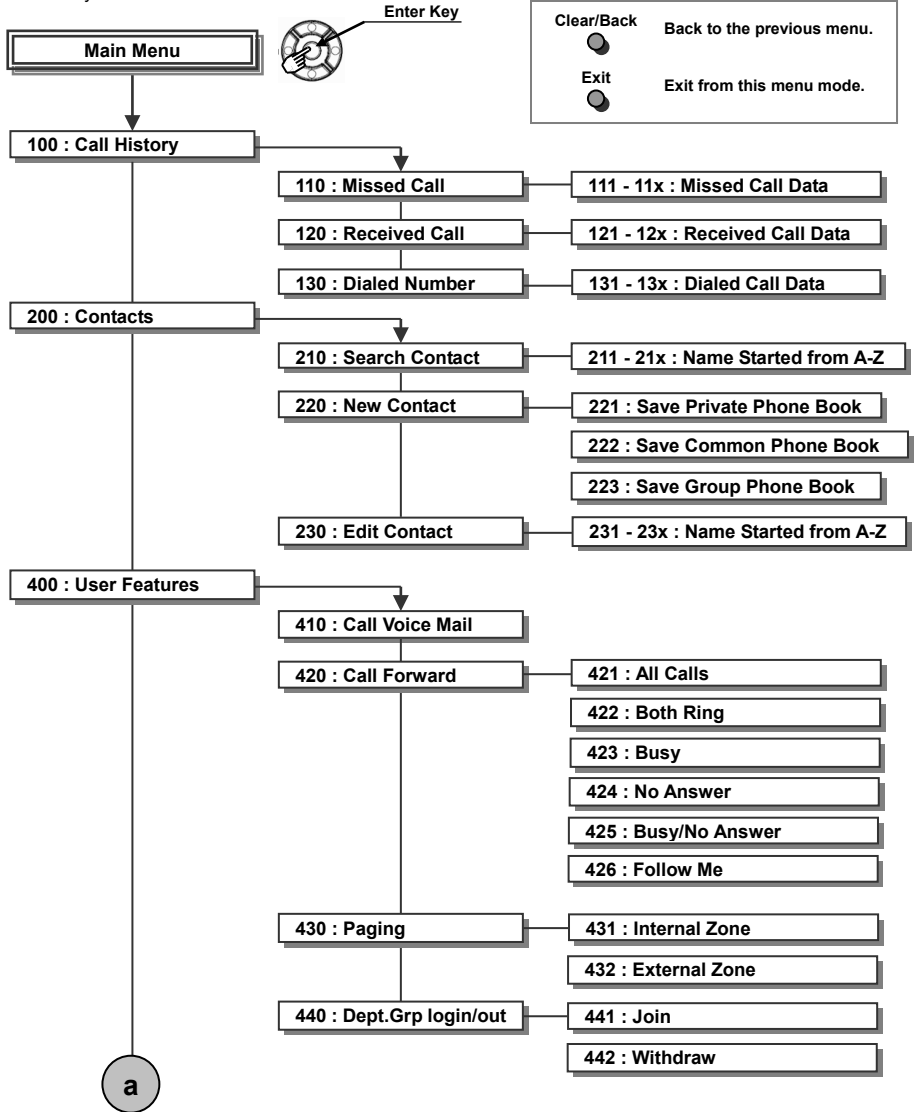 Enter Key
Main Menu
Clear/Back
Back to the previous menu.
Exit
Exit from this menu mode.
100 : Call History
110 : Missed Call
111 - 11x : Missed Call Data
120 : Received Call
121 - 12x : Received Call Data
130 : Dialed Number
131 - 13x : Dialed Call Data
200 : Contacts
210 : Search Contact
211 - 21x : Name Started from A-Z
220 : New Contact
221 : Save Private Phone Book
222 : Save Common Phone Book
223 : Save Group Phone Book
230 : Edit Contact
231 - 23x : Name Started from A-Z
400 : User Features
410 : Call Voice Mail
420 : Call Forward
421 : All Calls
422 : Both Ring
423 : Busy
424 : No Answer
425 : Busy/No Answer
426 : Follow Me
430 : Paging
431 : Internal Zone
432 : External Zone
440 : Dept.Grp login/out
441 : Join
442 : Withdraw
a